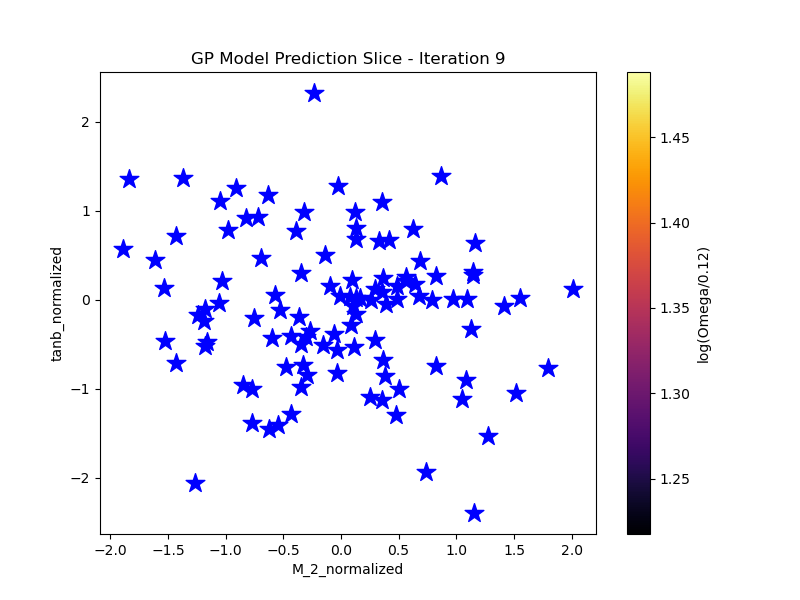 GP Model Prediction Slice - Iteration 9
tanb_normalized
2
1
0
−1
−2
−2.0 −1.5 −1.0 −0.5 0.0 0.5 1.0 1.5 2.0
M_2_normalized
1.45
1.40
1.35
1.30
1.25
log(Omega/0.12)